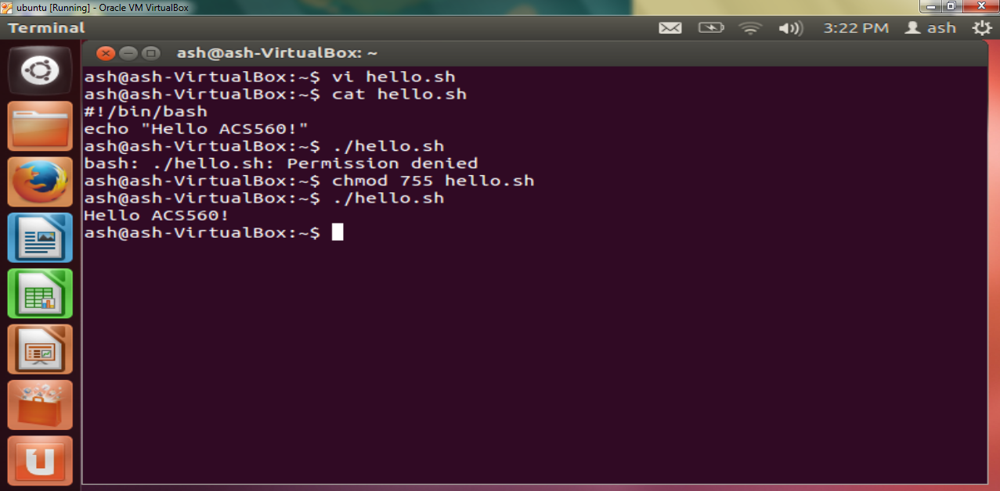 ubuntu [Running] - Oracle VM VirtualBox
Terminal
3:22 PM
ash
ash@ash-VirtualBox: ~
ash@ash-VirtualBox:~$ vi hello.sh
ash@ash-VirtualBox:~$ cat hello.sh
#!/bin/bash
echo "Hello ACS560!"
ash@ash-VirtualBox:~$ ./hello.sh
bash: ./hello.sh: Permission denied
ash@ash-VirtualBox:~$ chmod 755 hello.sh
ash@ash-VirtualBox:~$ ./hello.sh
Hello ACS560!
ash@ash-VirtualBox:~$